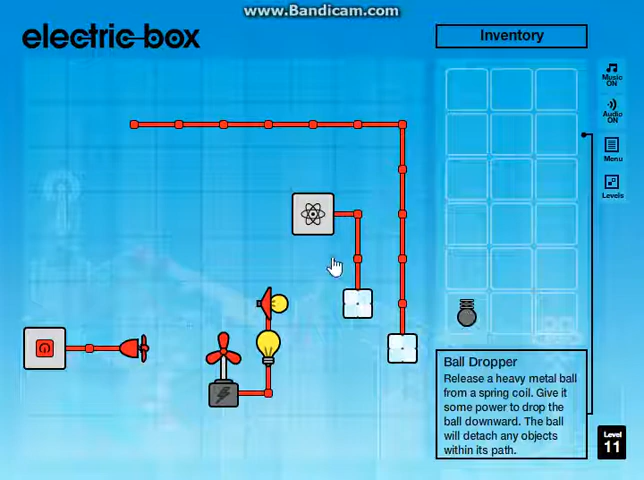 www.Bandicam.com
electric box
Inventory
Music
ON
Audio
ON
Menu
Levels
Ball Dropper
Release a heavy metal ball
from a spring coil. Give it
some power to drop the
ball downward. The ball
will detach any objects
within its path.
Level
11